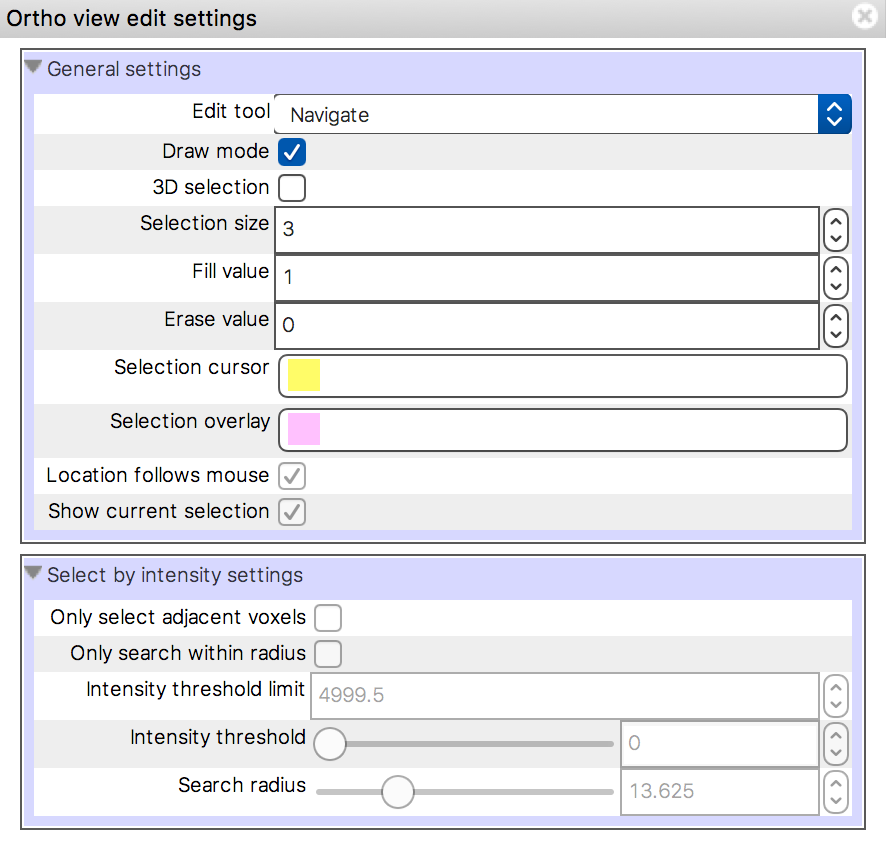 Ortho view edit settings
General settings
Edit tool Navigate
Draw mode
3D selection
Selection size 3
Fill value 1
Erase value 0
Selection cursor
Selection overlay
Location follows mouse
Show current selection
Select by intensity settings
Only select adjacent voxels
Only search within radius
Intensity threshold limit 4999.5
Intensity threshold 0
Search radius 13.625